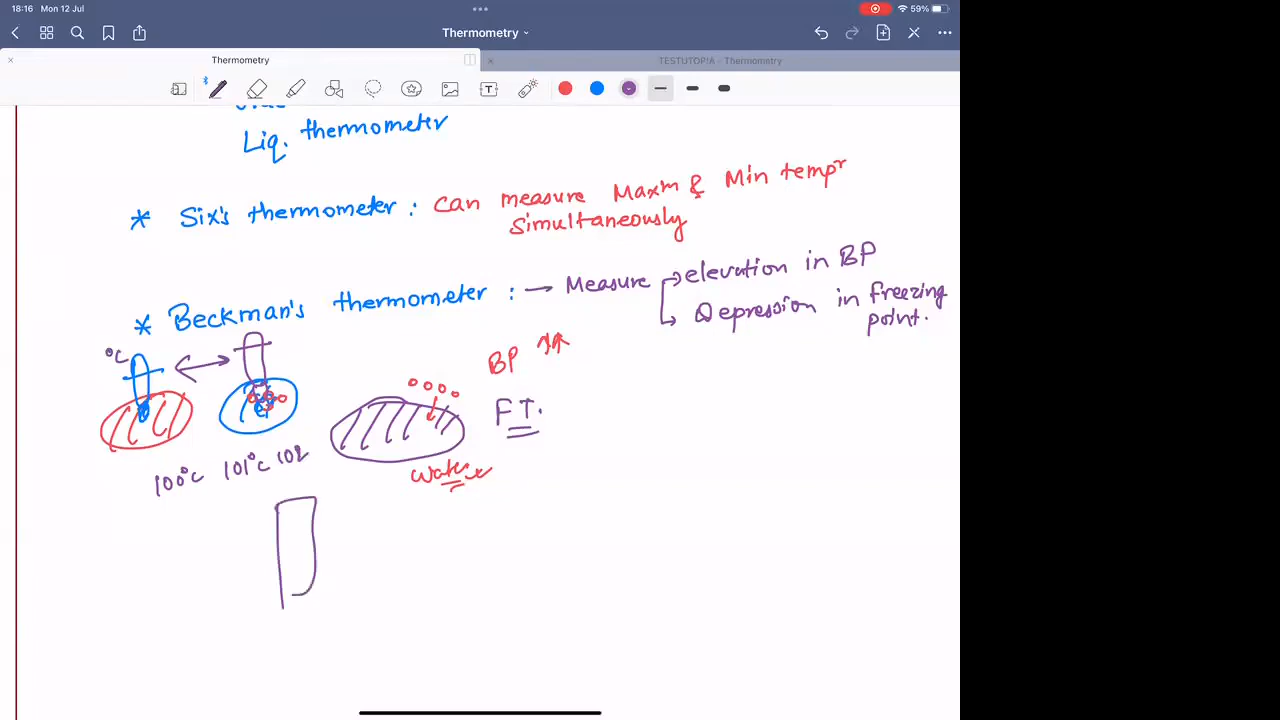 18:16 Mon 12 Jul
59%
Thermometry
Thermometry
TESTUTOPIA - Thermometry
Liq. thermometer
* Six's thermometer : can measure Maxm & Min tempr
Simultaneously
* Beckman's thermometer : → Measure → elevation in BP
→ Depression in freezing
point.
°C
BP ↑↑
100°C 101°C 102
water